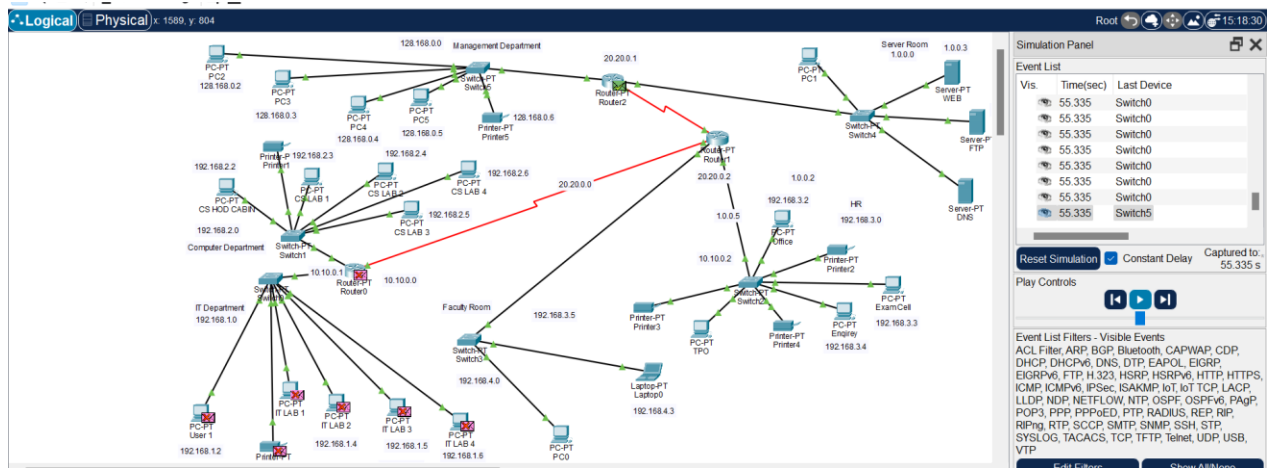 Logical Physical x: 1589, y: 804 Root 15:18:30
128.168.0.0 Management Department
PC-PT
PC2
128.168.0.2
PC-PT
PC3
128.168.0.3
PC-PT
PC4
128.168.0.4
PC-PT
PC5
128.168.0.5
Switch-PT
Switch5
128.168.0.6
Printer-PT
Printer5
20.20.0.1
Router-PT
Router2
Server Room
1.0.0.0
1.0.0.3
PC-PT
PC1
Server-PT
WEB
Server-PT
FTP
Switch-PT
Switch4
Server-PT
DNS
Router-PT
Router1
20.20.0.2
20.20.0.0
192.168.2.2
Printer1
192.168.2.3
192.168.2.4
192.168.2.6
192.168.2.5
PC-PT
CS HOD CABIN
PC-PT
CS LAB 1
PC-PT
CS LAB 2
PC-PT
CS LAB 4
PC-PT
CS LAB 3
192.168.2.0
Computer Department
Switch-PT
Switch1
10.10.0.1
Router-PT
Router0
10.10.0.0
IT Department
192.168.1.0
PC-PT
User 1
192.168.1.2
PC-PT
IT LAB 1
PC-PT
IT LAB 2
192.168.1.4
PC-PT
IT LAB 3
192.168.1.5
PC-PT
IT LAB 4
192.168.1.6
Faculty Room
192.168.3.5
Switch-PT
Switch3
192.168.4.0
PC-PT
PC0
Laptop-PT
Laptop0
192.168.4.3
1.0.0.2
1.0.0.5
192.168.3.2
HR
192.168.3.0
PC-PT
Office
10.10.0.2
Printer-PT
Printer2
Switch-PT
Switch2
PC-PT
ExamCell
192.168.3.3
Printer-PT
Printer3
PC-PT
TPO
Printer-PT
Printer4
PC-PT
Enqirey
192.168.3.4
Simulation Panel
Event List
Vis. Time(sec) Last Device
55.335 Switch0
55.335 Switch0
55.335 Switch0
55.335 Switch0
55.335 Switch0
55.335 Switch0
55.335 Switch0
55.335 Switch5
Reset Simulation Constant Delay Captured to:
55.335 s
Play Controls
Event List Filters - Visible Events
ACL Filter, ARP, BGP, Bluetooth, CAPWAP, CDP,
DHCP, DHCPv6, DNS, DTP, EAPOL, EIGRP,
EIGRPv6, FTP, H.323, HSRP, HSRPv6, HTTP, HTTPS,
ICMP, ICMPv6, IPSec, ISAKMP, IoT, IoT TCP, LACP,
LLDP, NDP, NETFLOW, NTP, OSPF, OSPFv6, PAgP,
POP3, PPP, PPPoED, PTP, RADIUS, REP, RIP,
RIPng, RTP, SCCP, SMTP, SNMP, SSH, STP,
SYSLOG, TACACS, TCP, TFTP, Telnet, UDP, USB,
VTP
Edit Filters Show All/None